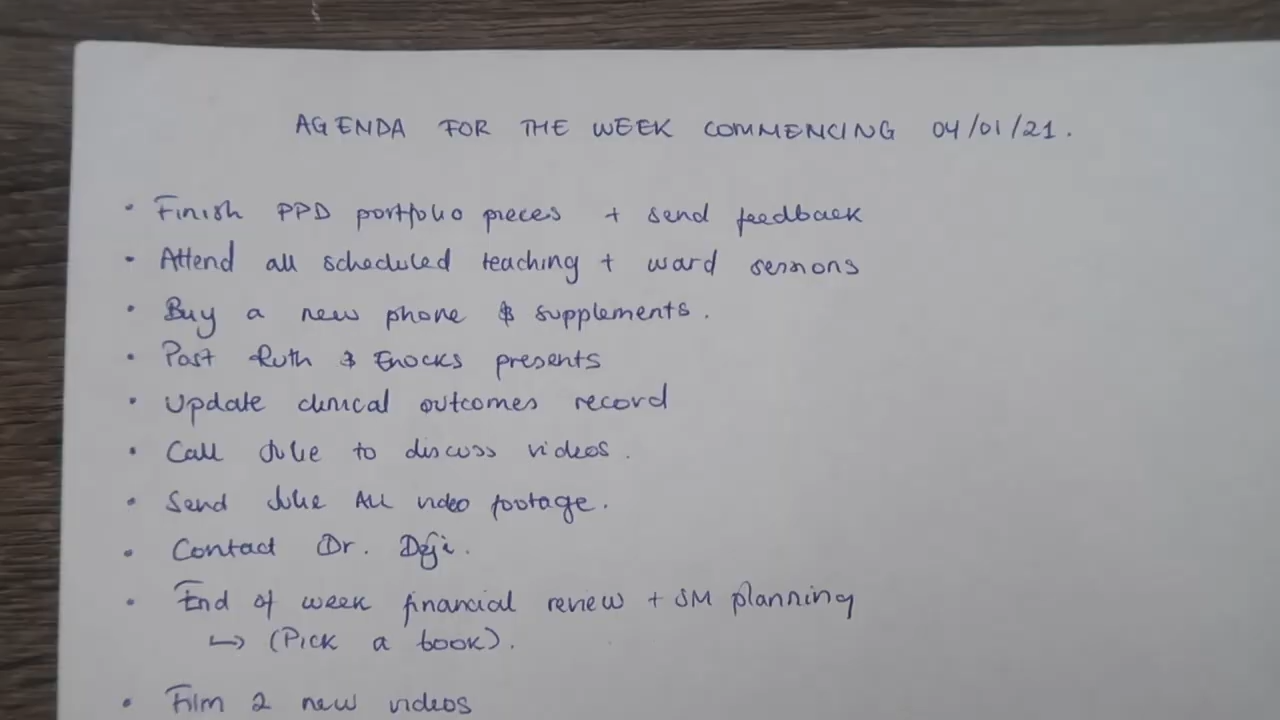 AGENDA FOR THE WEEK COMMENCING 04/01/21.
• Finish PPD portfolio pieces + send feedback
• Attend all scheduled teaching + ward sessions
• Buy a new phone & supplements.
• Post Ruth & Enocks presents
• Update clinical outcomes record
• Call Julie to discuss videos.
• Send Julie ALL video footage.
• Contact Dr. Deji.
• End of week financial review + SM planning
↳ (Pick a book).
• Film 2 new videos